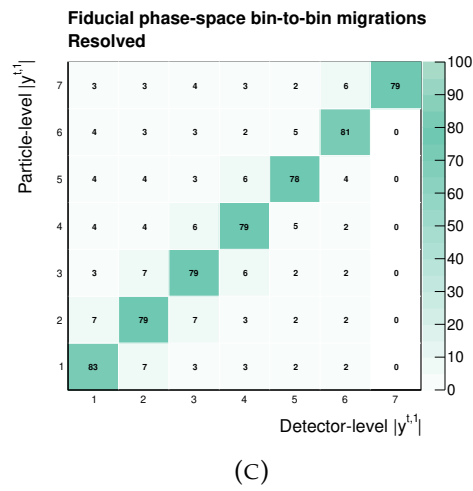 Fiducial phase-space bin-to-bin migrations
Resolved
Particle-level |y^{t,1}|
7 3 3 4 3 2 6 79
6 4 3 3 2 5 81 0
5 4 4 3 6 78 4 0
4 4 4 6 79 5 2 0
3 3 7 79 6 2 2 0
2 7 79 7 3 2 2 0
1 83 7 3 3 2 2 0
1 2 3 4 5 6 7
Detector-level |y^{t,1}|
100
90
80
70
60
50
40
30
20
10
0
(C)